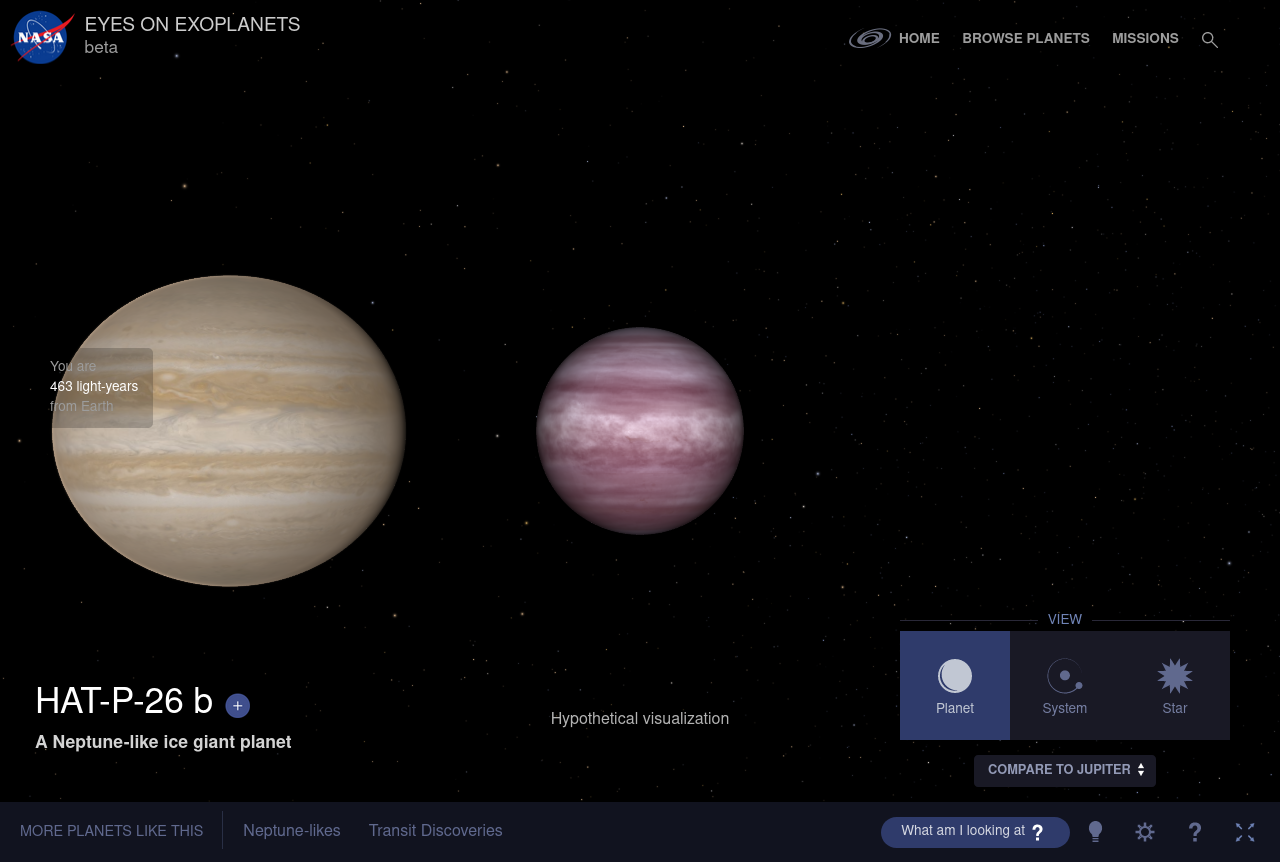 NASA
EYES ON EXOPLANETS
beta
HOME
BROWSE PLANETS
MISSIONS
You are
463 light-years
from Earth
HAT-P-26 b +
A Neptune-like ice giant planet
Hypothetical visualization
VIEW
Planet
System
Star
COMPARE TO JUPITER
MORE PLANETS LIKE THIS
Neptune-likes
Transit Discoveries
What am I looking at ?
?